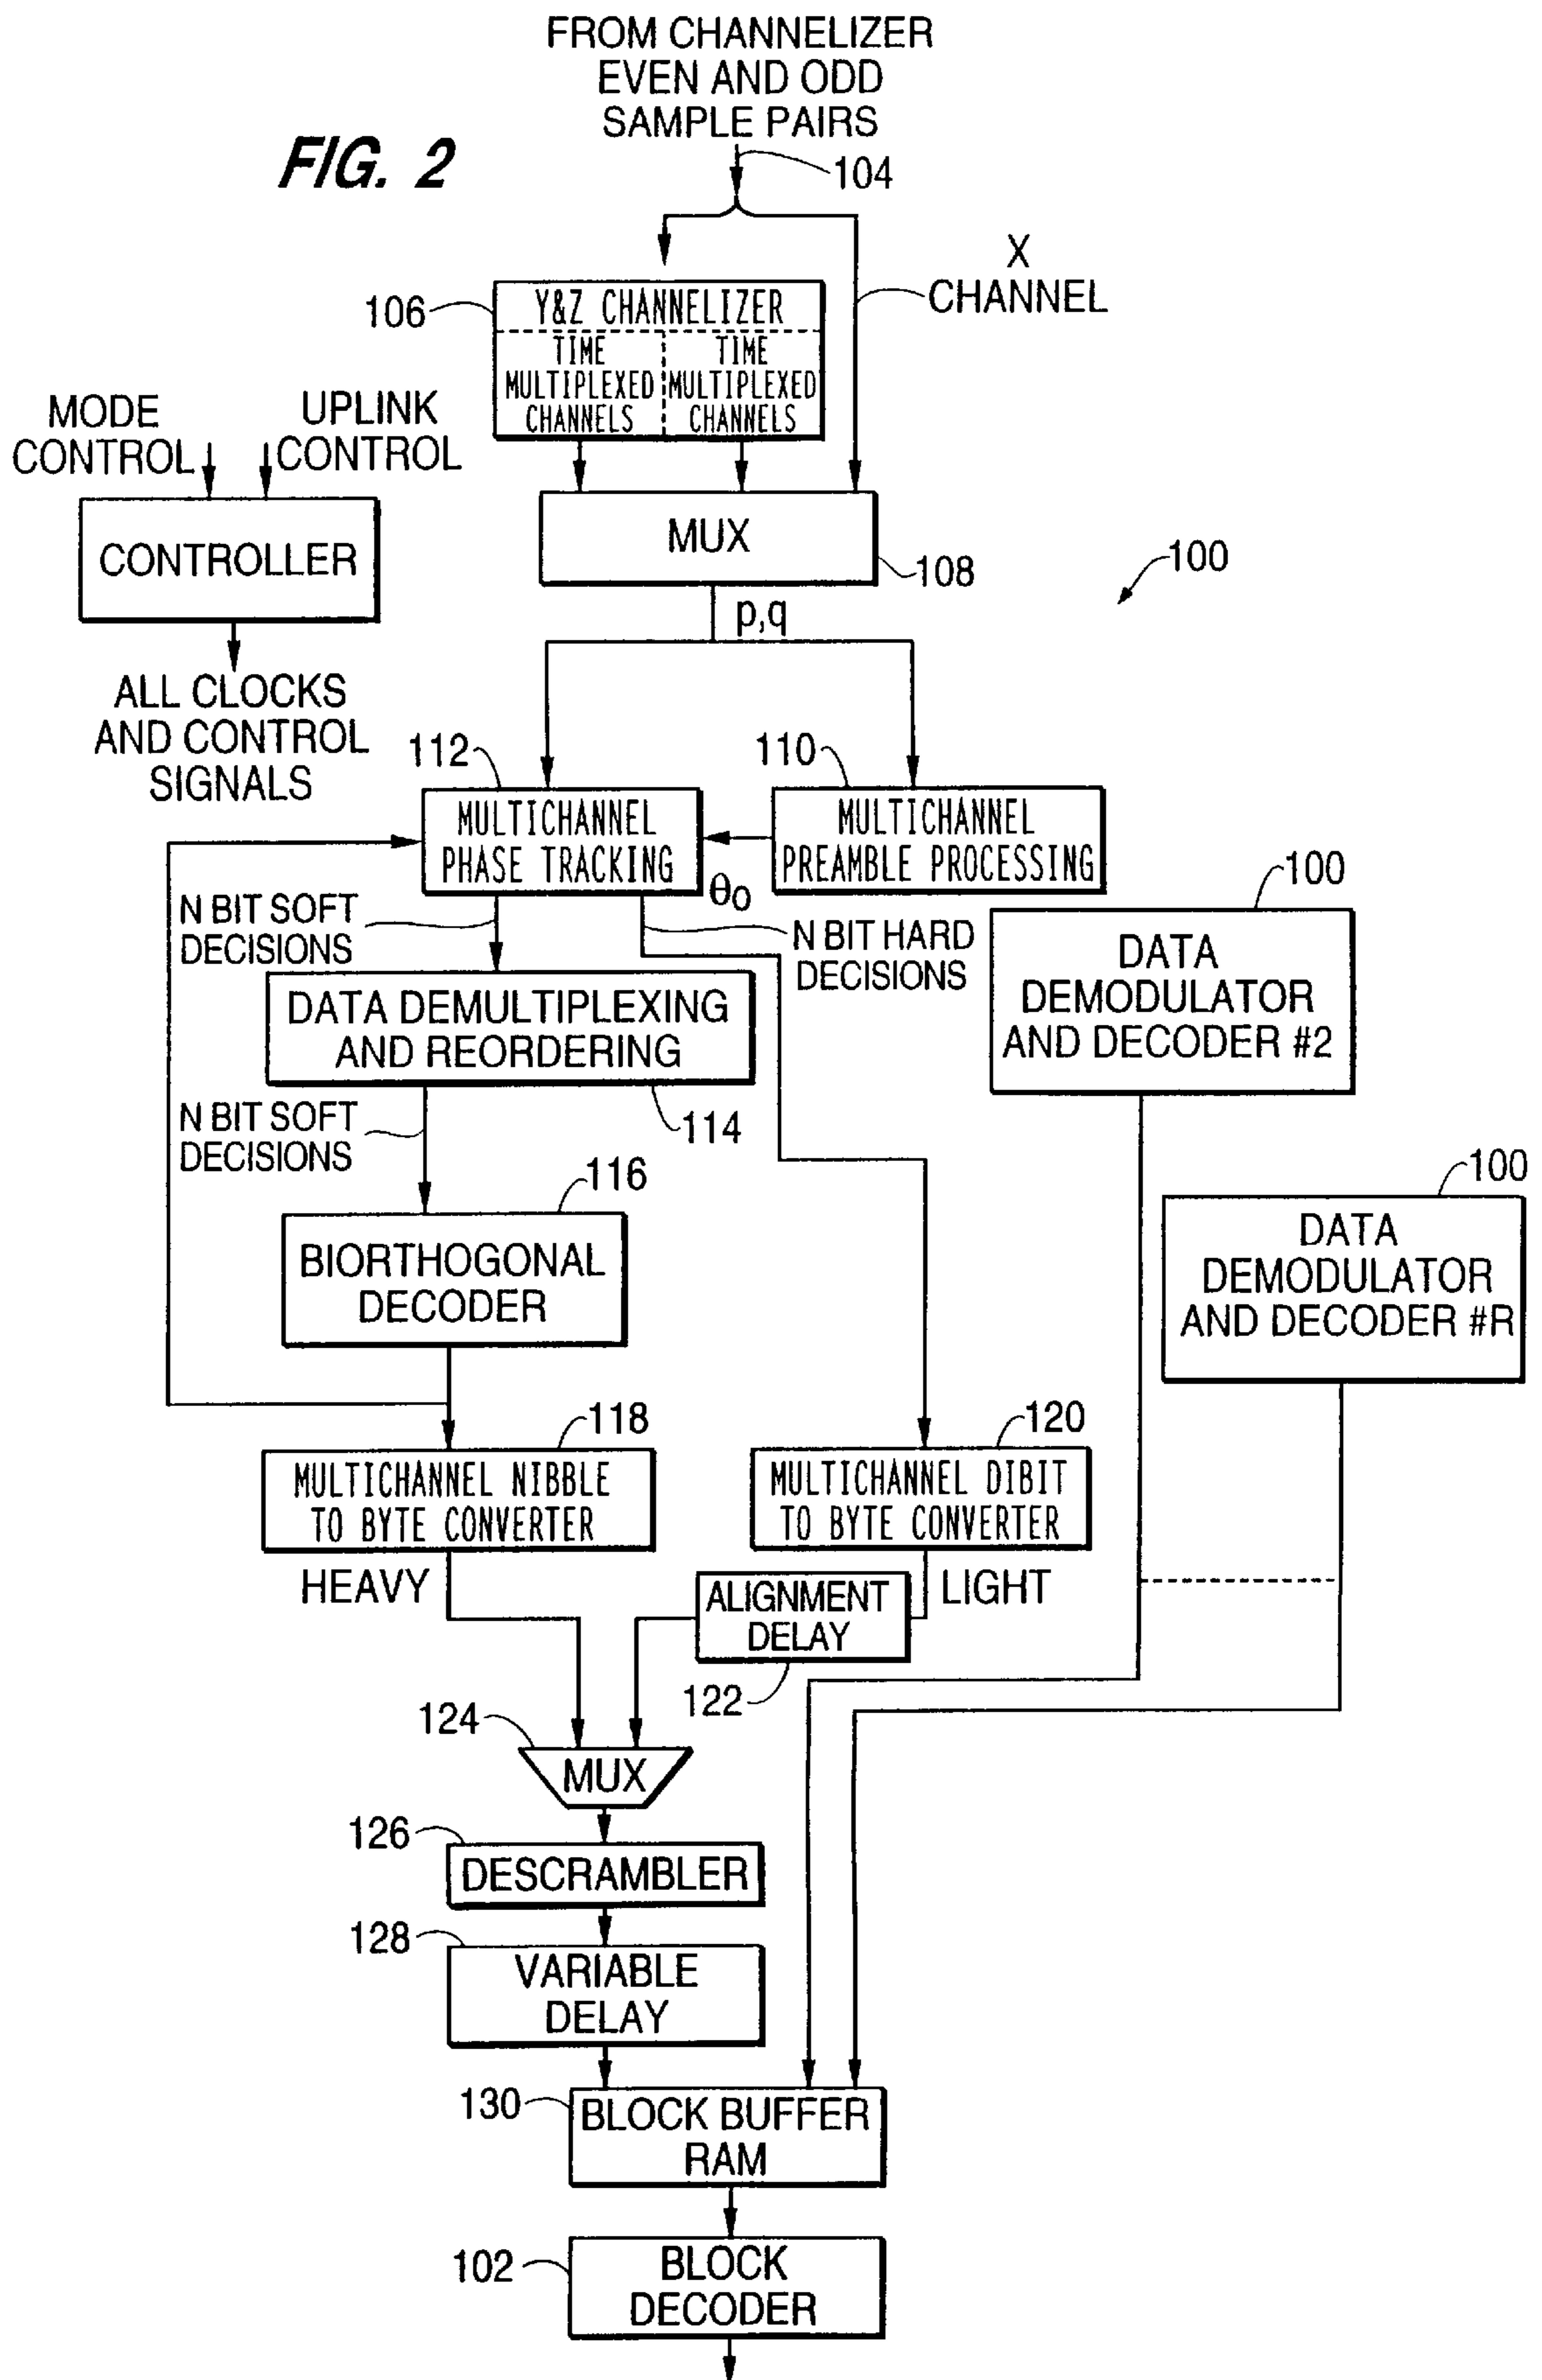 FROM CHANNELIZER
EVEN AND ODD
SAMPLE PAIRS
FIG. 2
104
X
CHANNEL
106
Y&Z CHANNELIZER
TIME
MULTIPLEXED
CHANNELS
TIME
MULTIPLEXED
CHANNELS
MODE
CONTROL
UPLINK
CONTROL
CONTROLLER
MUX
108
100
p,q
ALL CLOCKS
AND CONTROL
SIGNALS
112
110
MULTICHANNEL
PHASE TRACKING
MULTICHANNEL
PREAMBLE PROCESSING
θ0
N BIT SOFT
DECISIONS
N BIT HARD
DECISIONS
100
DATA
DEMODULATOR
AND DECODER #2
DATA DEMULTIPLEXING
AND REORDERING
114
N BIT SOFT
DECISIONS
116
100
BIORTHOGONAL
DECODER
DATA
DEMODULATOR
AND DECODER #R
118
120
MULTICHANNEL NIBBLE
TO BYTE CONVERTER
MULTICHANNEL DIBIT
TO BYTE CONVERTER
HEAVY
ALIGNMENT
DELAY
LIGHT
122
124
MUX
126
DESCRAMBLER
128
VARIABLE
DELAY
130
BLOCK BUFFER
RAM
102
BLOCK
DECODER